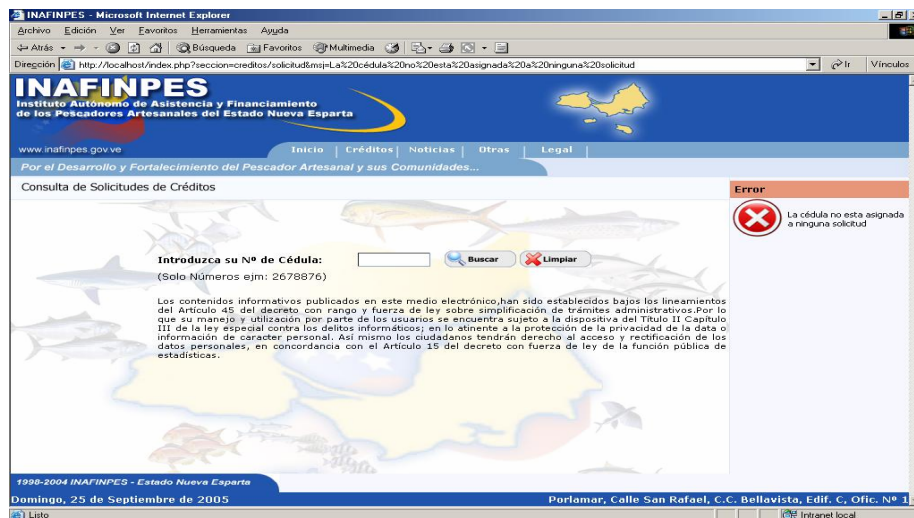 INAFINPES - Microsoft Internet Explorer
Archivo Edición Ver Favoritos Herramientas Ayuda
Atrás Búsqueda Favoritos Multimedia
Dirección http://localhost/index.php?seccion=creditos/solicitud&msj=La%20cédula%20no%20esta%20asignada%20a%20ninguna%20solicitud Ir Vínculos
INAFINPES
Instituto Autónomo de Asistencia y Financiamiento
de los Pescadores Artesanales del Estado Nueva Esparta
www.inafinpes.gov.ve Inicio | Créditos | Noticias | Otras | Legal |
Por el Desarrollo y Fortalecimiento del Pescador Artesanal y sus Comunidades...
Consulta de Solicitudes de Créditos
Error
La cédula no esta asignada
a ninguna solicitud
Introduzca su Nº de Cédula: Buscar Limpiar
(Solo Números ejm: 2678876)
Los contenidos informativos publicados en este medio electrónico,han sido establecidos bajos los lineamientos
del Artículo 45 del decreto con rango y fuerza de ley sobre simplificación de trámites administrativos.Por lo
que su manejo y utilización por parte de los usuarios se encuentra sujeto a la dispositiva del Título II Capítulo
III de la ley especial contra los delitos informáticos; en lo atinente a la protección de la privacidad de la data o
información de caracter personal. Así mismo los ciudadanos tendrán derecho al acceso y rectificación de los
datos personales, en concordancia con el Artículo 15 del decreto con fuerza de ley de la función pública de
estadísticas.
1998-2004 INAFINPES - Estado Nueva Esparta
Domingo, 25 de Septiembre de 2005 Porlamar, Calle San Rafael, C.C. Bellavista, Edif. C, Ofic. Nº 1
Listo Intranet local